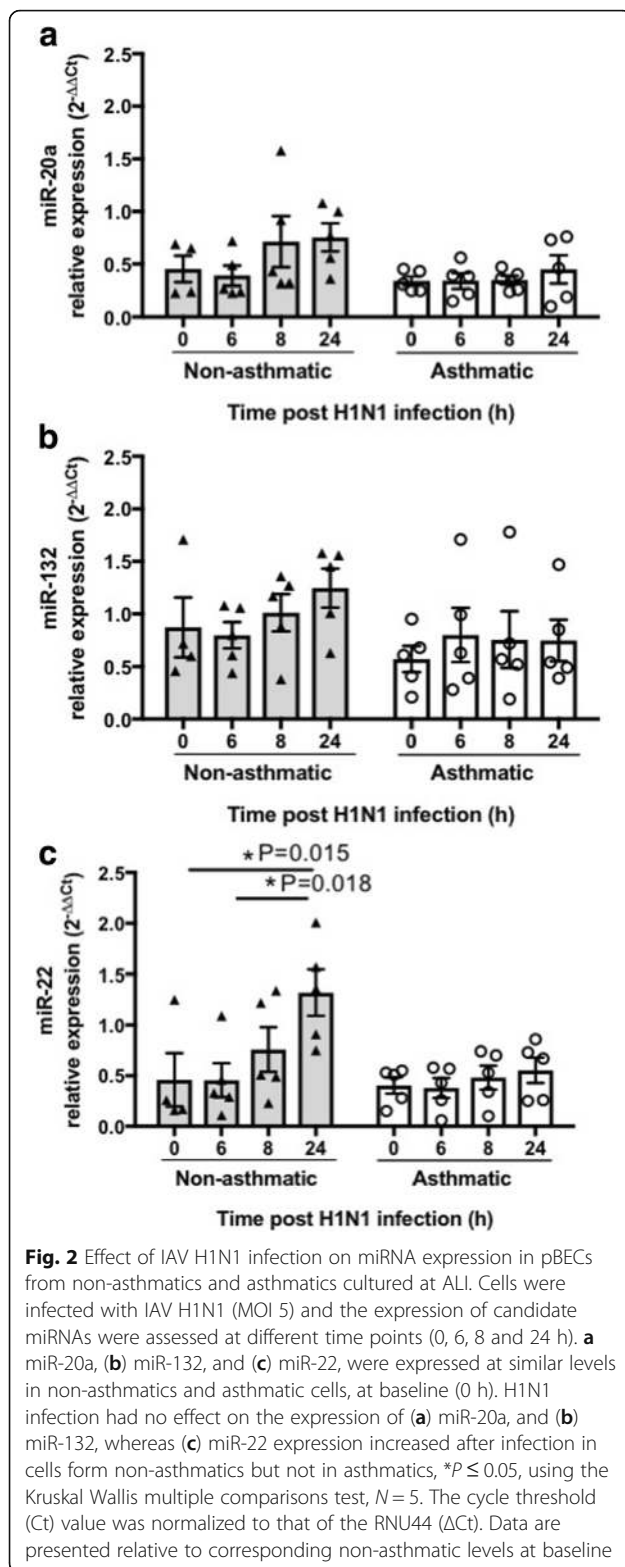 a
miR-20a
relative expression (2-ΔΔCt)
2.5
2.0
1.5
1.0
0.5
0.0
0 6 8 24 0 6 8 24
Non-asthmatic Asthmatic
Time post H1N1 infection (h)
b
miR-132
relative expression (2-ΔΔCt)
2.5
2.0
1.5
1.0
0.5
0.0
0 6 8 24 0 6 8 24
Non-asthmatic Asthmatic
Time post H1N1 infection (h)
c
miR-22
relative expression (2-ΔΔCt)
* P=0.015
* P=0.018
2.5
2.0
1.5
1.0
0.5
0.0
0 6 8 24 0 6 8 24
Non-asthmatic Asthmatic
Time post H1N1 infection (h)
Fig. 2 Effect of IAV H1N1 infection on miRNA expression in pBECs
from non-asthmatics and asthmatics cultured at ALI. Cells were
infected with IAV H1N1 (MOI 5) and the expression of candidate
miRNAs were assessed at different time points (0, 6, 8 and 24 h). a
miR-20a, (b) miR-132, and (c) miR-22, were expressed at similar levels
in non-asthmatics and asthmatic cells, at baseline (0 h). H1N1
infection had no effect on the expression of (a) miR-20a, and (b)
miR-132, whereas (c) miR-22 expression increased after infection in
cells form non-asthmatics but not in asthmatics, *P ≤ 0.05, using the
Kruskal Wallis multiple comparisons test, N = 5. The cycle threshold
(Ct) value was normalized to that of the RNU44 (ΔCt). Data are
presented relative to corresponding non-asthmatic levels at baseline